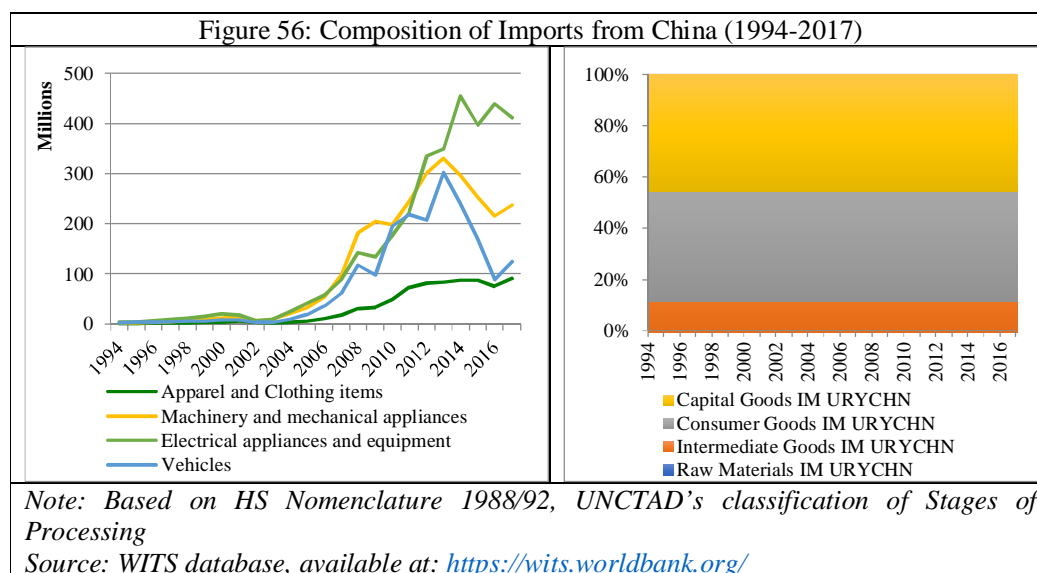 Figure 56: Composition of Imports from China (1994-2017)
Millions
500
400
300
200
100
0
1994
1996
1998
2000
2002
2004
2006
2008
2010
2012
2014
2016
Apparel and Clothing items
Machinery and mechanical appliances
Electrical appliances and equipment
Vehicles
100%
80%
60%
40%
20%
0%
1994
1996
1998
2000
2002
2004
2006
2008
2010
2012
2014
2016
Capital Goods IM URYCHN
Consumer Goods IM URYCHN
Intermediate Goods IM URYCHN
Raw Materials IM URYCHN
Note: Based on HS Nomenclature 1988/92, UNCTAD's classification of Stages of
Processing
Source: WITS database, available at: https://wits.worldbank.org/